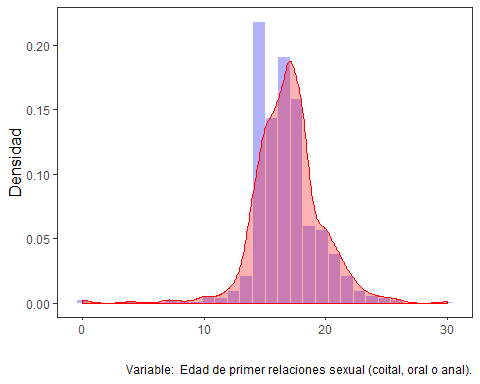 0.20
0.15
0.10
0.05
0.00
Densidad
0 10 20 30
Variable: Edad de primer relaciones sexual (coital, oral o anal).